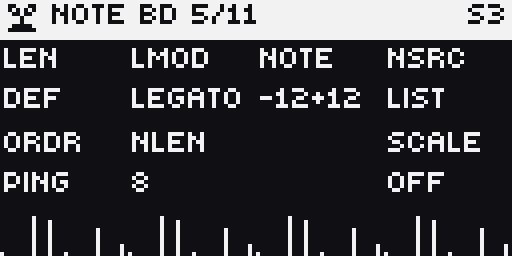 NOTE BD 5/11 S3
LEN LMOD NOTE NSRC
DEF LEGATO -12+12 LIST
ORDR NLEN SCALE
PING 8 OFF